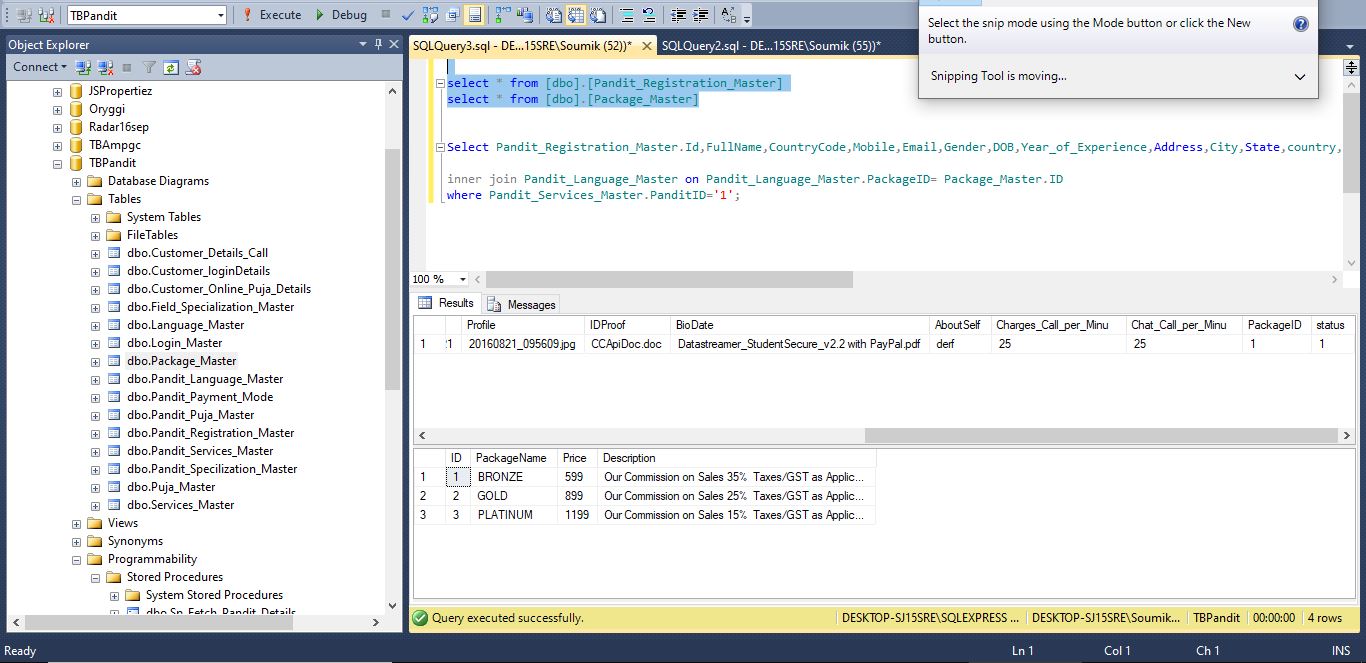 TBPandit
Execute
Debug
Select the snip mode using the Mode button or click the New
button.
Snipping Tool is moving...
Object Explorer
Connect
JSPropertiez
Oryggi
Radar16sep
TBAmpgc
TBPandit
Database Diagrams
Tables
System Tables
FileTables
dbo.Customer_Details_Call
dbo.Customer_loginDetails
dbo.Customer_Online_Puja_Details
dbo.Field_Specialization_Master
dbo.Language_Master
dbo.Login_Master
dbo.Package_Master
dbo.Pandit_Language_Master
dbo.Pandit_Payment_Mode
dbo.Pandit_Puja_Master
dbo.Pandit_Registration_Master
dbo.Pandit_Services_Master
dbo.Pandit_Specilization_Master
dbo.Puja_Master
dbo.Services_Master
Views
Synonyms
Programmability
Stored Procedures
System Stored Procedures
dbo.Sp_Fetch_Pandit_Details
SQLQuery3.sql - DE...15SRE\Soumik (52))* SQLQuery2.sql - DE...15SRE\Soumik (55))*
select * from [dbo].[Pandit_Registration_Master]
select * from [dbo].[Package_Master]
Select Pandit_Registration_Master.Id,FullName,CountryCode,Mobile,Email,Gender,DOB,Year_of_Experience,Address,City,State,country,
inner join Pandit_Language_Master on Pandit_Language_Master.PackageID= Package_Master.ID
where Pandit_Services_Master.PanditID='1';
100 %
Results Messages
Profile IDProof BioDate AboutSelf Charges_Call_per_Minu Chat_Call_per_Minu PackageID status
1 :1 20160821_095609.jpg CCApiDoc.doc Datastreamer_StudentSecure_v2.2 with PayPal.pdf derf 25 25 1 1
ID PackageName Price Description
1 1 BRONZE 599 Our Commission on Sales 35% Taxes/GST as Applic...
2 2 GOLD 899 Our Commission on Sales 25% Taxes/GST as Applic...
3 3 PLATINUM 1199 Our Commission on Sales 15% Taxes/GST as Applic...
Query executed successfully. DESKTOP-SJ15SRE\SQLEXPRESS ... DESKTOP-SJ15SRE\Soumik... TBPandit 00:00:00 4 rows
Ready Ln 1 Col 1 Ch 1 INS